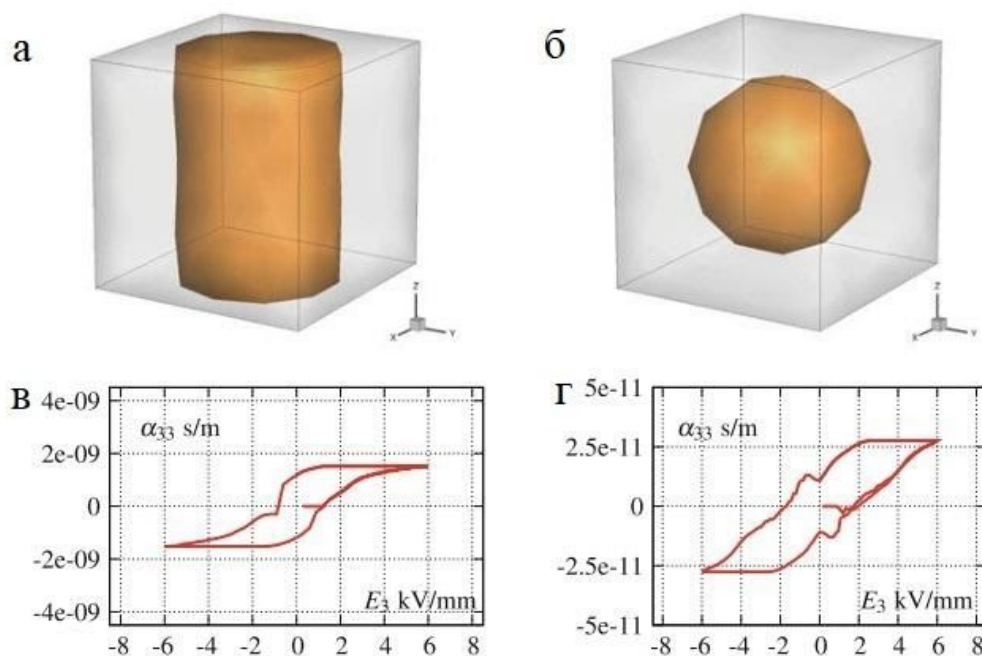 а
б
z
x
Y
z
x
Y
в
4e-09
2e-09
0
-2e-09
-4e-09
α33 s/m
E3 kV/mm
-8 -6 -4 -2 0 2 4 6 8
г
5e-11
2.5e-11
0
-2.5e-11
-5e-11
α33 s/m
E3 kV/mm
-8 -6 -4 -2 0 2 4 6 8